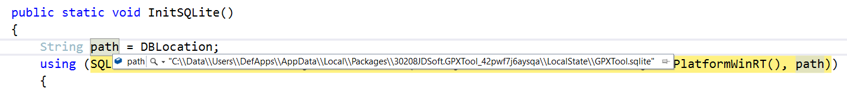 public static void InitSQLite()
{
String path = DBLocation;
using (SQL
path "C:\\Data\\Users\\DefApps\\AppData\\Local\\Packages\\30208JDSoft.GPXTool_42pwf7j6aysqa\\LocalState\\GPXTool.sqlite"
PlatformWinRT(), path))
{